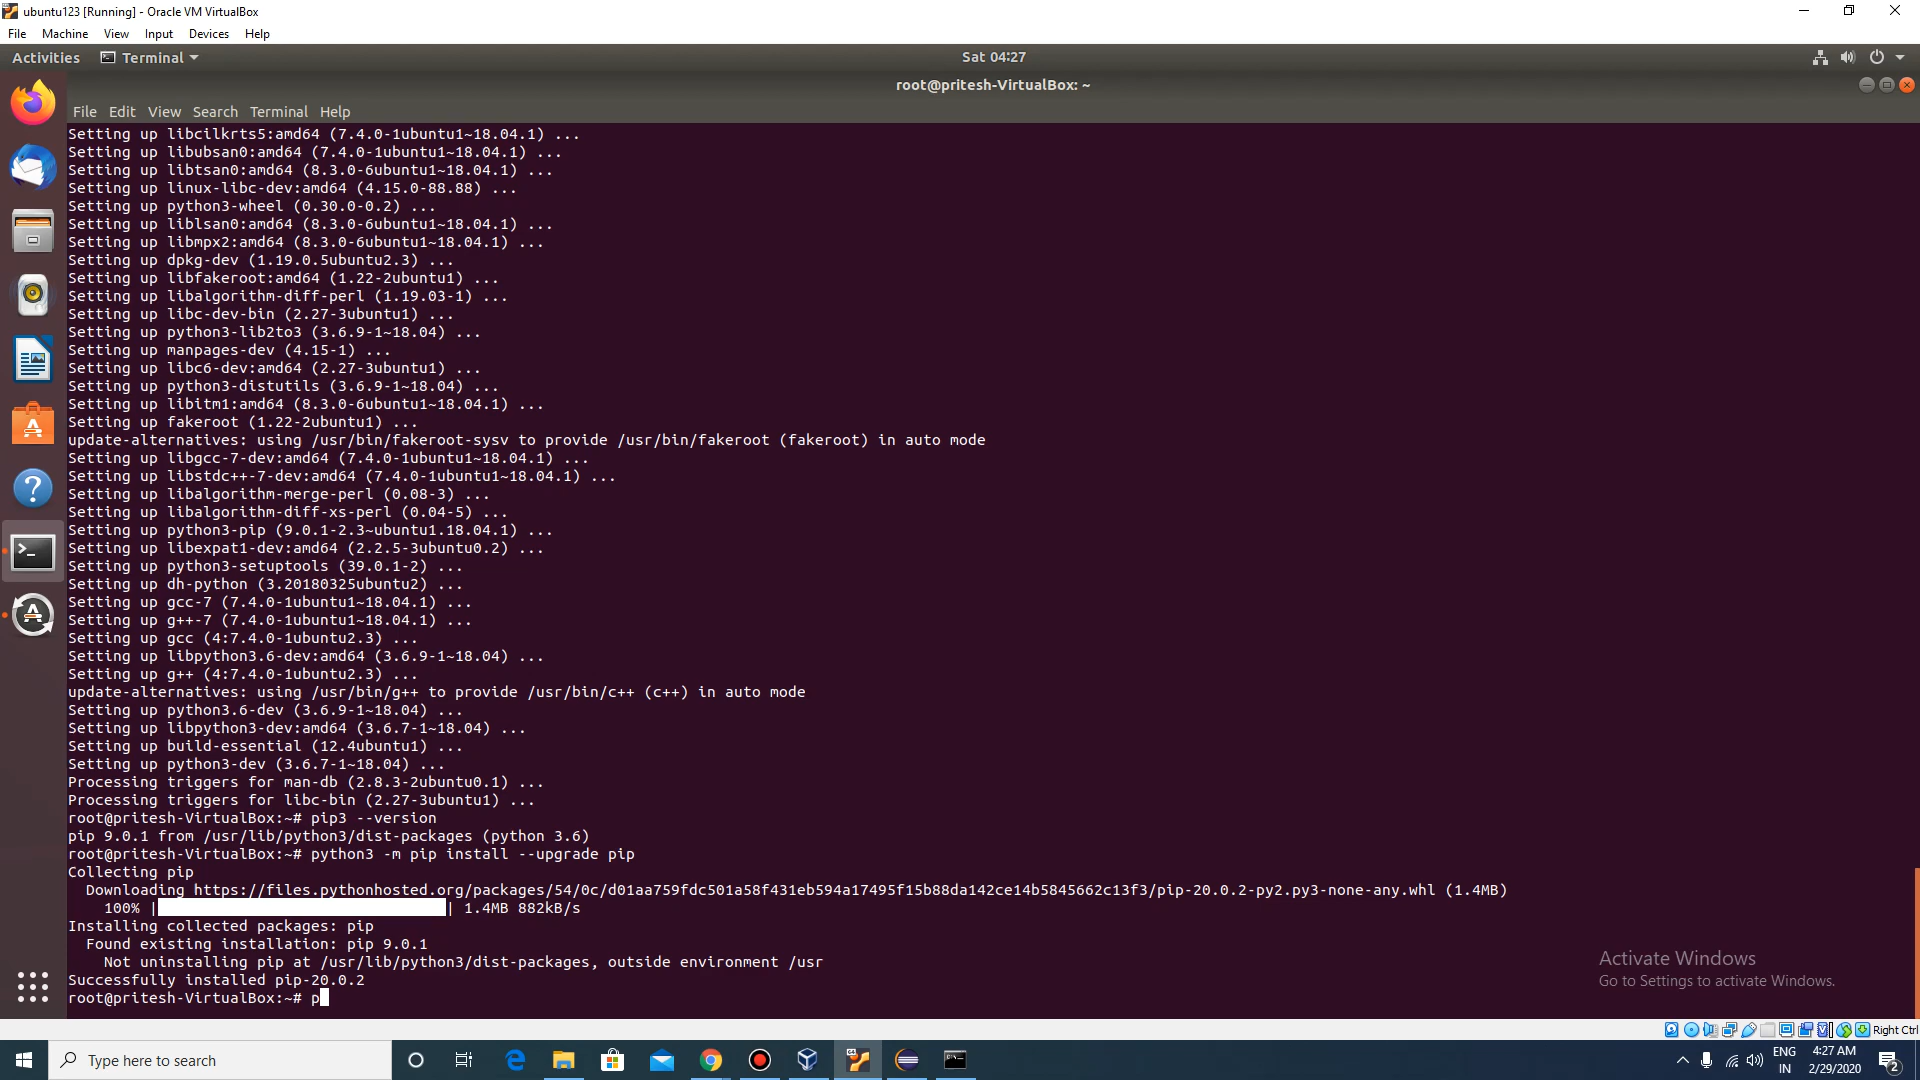 ubuntu123 [Running] - Oracle VM VirtualBox
File Machine View Input Devices Help
Activities Terminal Sat 04:27
root@pritesh-VirtualBox: ~
File Edit View Search Terminal Help
Setting up libcilkrts5:amd64 (7.4.0-1ubuntu1~18.04.1) ...
Setting up libubsan0:amd64 (7.4.0-1ubuntu1~18.04.1) ...
Setting up libtsan0:amd64 (8.3.0-6ubuntu1~18.04.1) ...
Setting up linux-libc-dev:amd64 (4.15.0-88.88) ...
Setting up python3-wheel (0.30.0-0.2) ...
Setting up liblsan0:amd64 (8.3.0-6ubuntu1~18.04.1) ...
Setting up libmpx2:amd64 (8.3.0-6ubuntu1~18.04.1) ...
Setting up dpkg-dev (1.19.0.5ubuntu2.3) ...
Setting up libfakeroot:amd64 (1.22-2ubuntu1) ...
Setting up libalgorithm-diff-perl (1.19.03-1) ...
Setting up libc-dev-bin (2.27-3ubuntu1) ...
Setting up python3-lib2to3 (3.6.9-1~18.04) ...
Setting up manpages-dev (4.15-1) ...
Setting up libc6-dev:amd64 (2.27-3ubuntu1) ...
Setting up python3-distutils (3.6.9-1~18.04) ...
Setting up libitm1:amd64 (8.3.0-6ubuntu1~18.04.1) ...
Setting up fakeroot (1.22-2ubuntu1) ...
update-alternatives: using /usr/bin/fakeroot-sysv to provide /usr/bin/fakeroot (fakeroot) in auto mode
Setting up libgcc-7-dev:amd64 (7.4.0-1ubuntu1~18.04.1) ...
Setting up libstdc++-7-dev:amd64 (7.4.0-1ubuntu1~18.04.1) ...
Setting up libalgorithm-merge-perl (0.08-3) ...
Setting up libalgorithm-diff-xs-perl (0.04-5) ...
Setting up python3-pip (9.0.1-2.3~ubuntu1.18.04.1) ...
Setting up libexpat1-dev:amd64 (2.2.5-3ubuntu0.2) ...
Setting up python3-setuptools (39.0.1-2) ...
Setting up dh-python (3.20180325ubuntu2) ...
Setting up gcc-7 (7.4.0-1ubuntu1~18.04.1) ...
Setting up g++-7 (7.4.0-1ubuntu1~18.04.1) ...
Setting up gcc (4:7.4.0-1ubuntu2.3) ...
Setting up libpython3.6-dev:amd64 (3.6.9-1~18.04) ...
Setting up g++ (4:7.4.0-1ubuntu2.3) ...
update-alternatives: using /usr/bin/g++ to provide /usr/bin/c++ (c++) in auto mode
Setting up python3.6-dev (3.6.9-1~18.04) ...
Setting up libpython3-dev:amd64 (3.6.7-1~18.04) ...
Setting up build-essential (12.4ubuntu1) ...
Setting up python3-dev (3.6.7-1~18.04) ...
Processing triggers for man-db (2.8.3-2ubuntu0.1) ...
Processing triggers for libc-bin (2.27-3ubuntu1) ...
root@pritesh-VirtualBox:~# pip3 --version
pip 9.0.1 from /usr/lib/python3/dist-packages (python 3.6)
root@pritesh-VirtualBox:~# python3 -m pip install --upgrade pip
Collecting pip
Downloading https://files.pythonhosted.org/packages/54/0c/d01aa759fdc501a58f431eb594a17495f15b88da142ce14b5845662c13f3/pip-20.0.2-py2.py3-none-any.whl (1.4MB)
100% | | 1.4MB 882kB/s
Installing collected packages: pip
Found existing installation: pip 9.0.1
Not uninstalling pip at /usr/lib/python3/dist-packages, outside environment /usr
Successfully installed pip-20.0.2
root@pritesh-VirtualBox:~# p
Activate Windows
Go to Settings to activate Windows.
Right Ctrl
Type here to search
ENG
IN
4:27 AM
2/29/2020
2